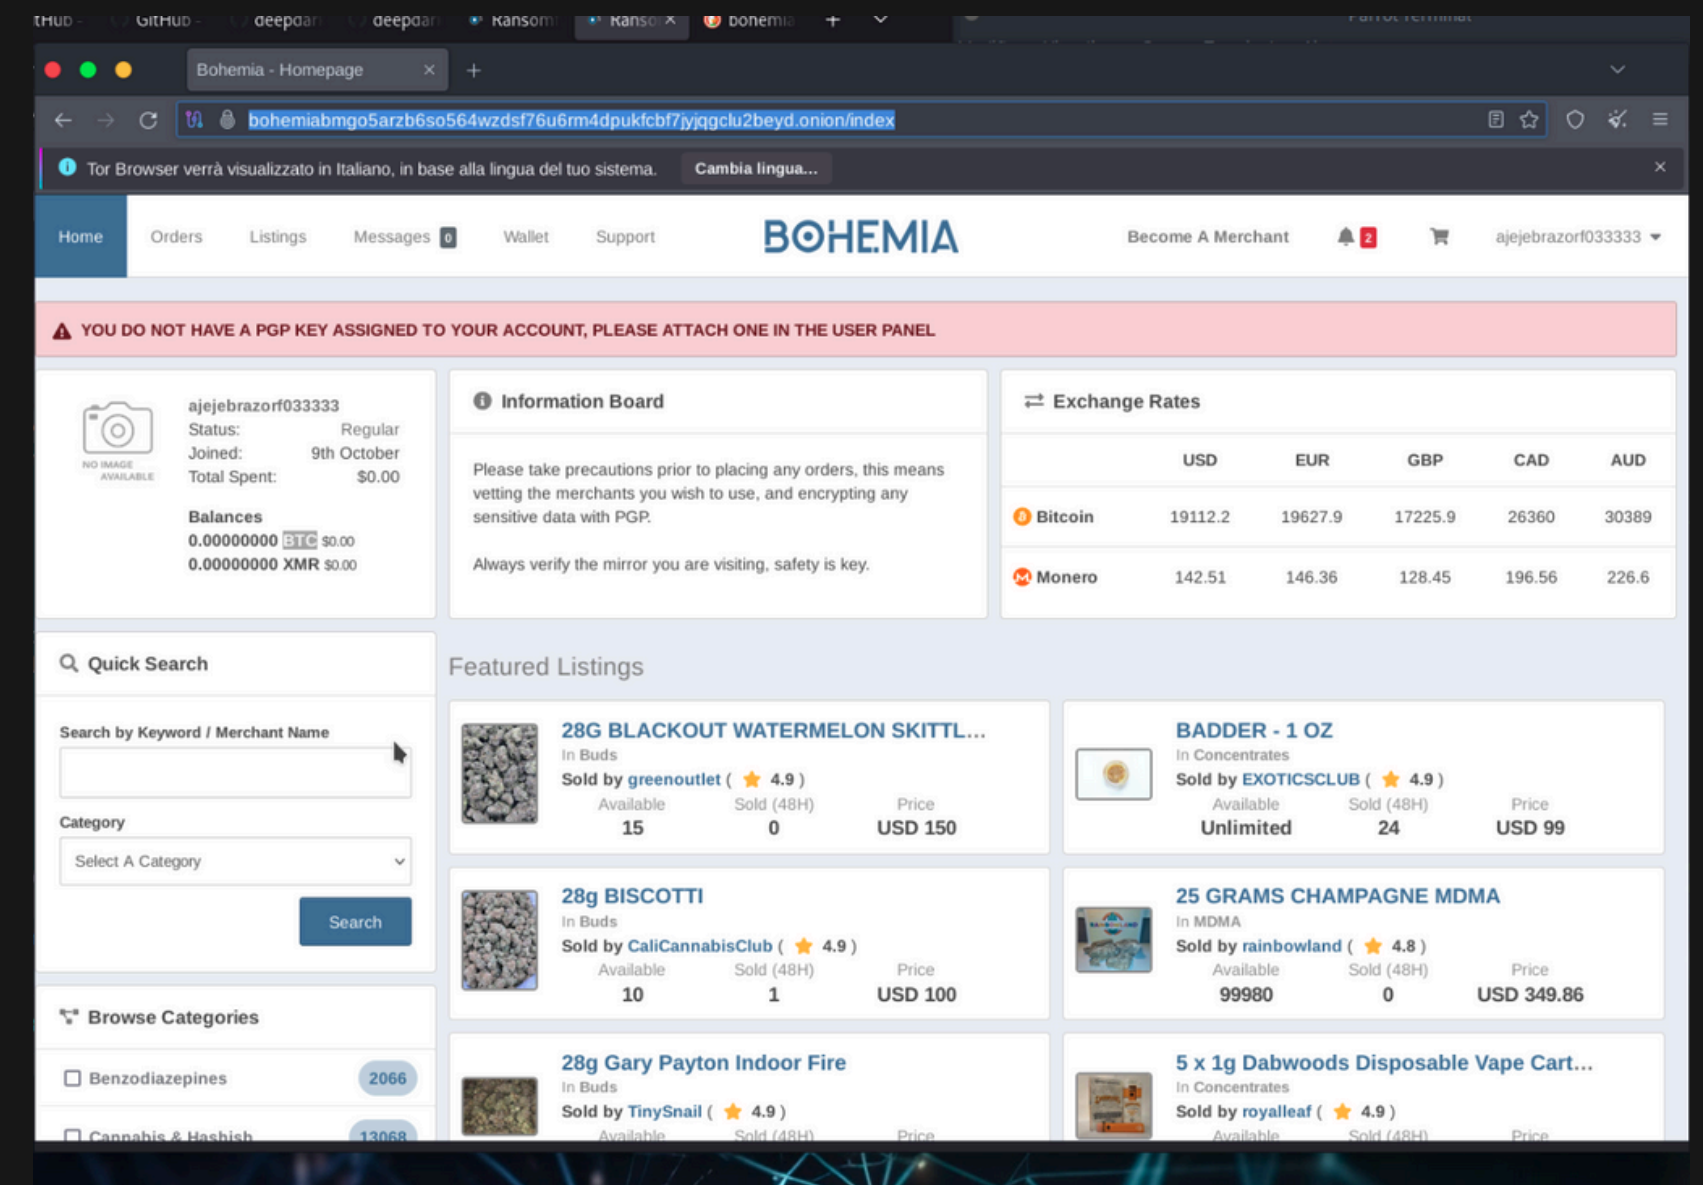 tHub -
GitHub -
deepdar
deepdar
Ransom
Ranso ×
bohemia
+
Parrot Terminal
Bohemia - Homepage × +
bohemiabmgo5arzb6so564wzdsf76u6rm4dpukfcbf7jyjqgclu2beyd.onion/index
Tor Browser verrà visualizzato in Italiano, in base alla lingua del tuo sistema. Cambia lingua...
Home Orders Listings Messages 0 Wallet Support BOHEMIA Become A Merchant 2 ajejebrazorf033333
YOU DO NOT HAVE A PGP KEY ASSIGNED TO YOUR ACCOUNT, PLEASE ATTACH ONE IN THE USER PANEL
NO IMAGE
AVAILABLE
ajejebrazorf033333
Status: Regular
Joined: 9th October
Total Spent: $0.00
Balances
0.00000000 BTC $0.00
0.00000000 XMR $0.00
Information Board
Please take precautions prior to placing any orders, this means
vetting the merchants you wish to use, and encrypting any
sensitive data with PGP.
Always verify the mirror you are visiting, safety is key.
Exchange Rates
USD EUR GBP CAD AUD
Bitcoin 19112.2 19627.9 17225.9 26360 30389
Monero 142.51 146.36 128.45 196.56 226.6
Quick Search
Search by Keyword / Merchant Name
Category
Select A Category
Search
Browse Categories
Benzodiazepines 2066
Cannabis & Hashish 13068
Featured Listings
28G BLACKOUT WATERMELON SKITTL...
In Buds
Sold by greenoutlet ( 4.9 )
Available Sold (48H) Price
15 0 USD 150
BADDER - 1 OZ
In Concentrates
Sold by EXOTICSCLUB ( 4.9 )
Available Sold (48H) Price
Unlimited 24 USD 99
28g BISCOTTI
In Buds
Sold by CaliCannabisClub ( 4.9 )
Available Sold (48H) Price
10 1 USD 100
25 GRAMS CHAMPAGNE MDMA
In MDMA
Sold by rainbowland ( 4.8 )
Available Sold (48H) Price
99980 0 USD 349.86
28g Gary Payton Indoor Fire
In Buds
Sold by TinySnail ( 4.9 )
Available Sold (48H) Price
5 x 1g Dabwoods Disposable Vape Cart...
In Concentrates
Sold by royalleaf ( 4.9 )
Available Sold (48H) Price